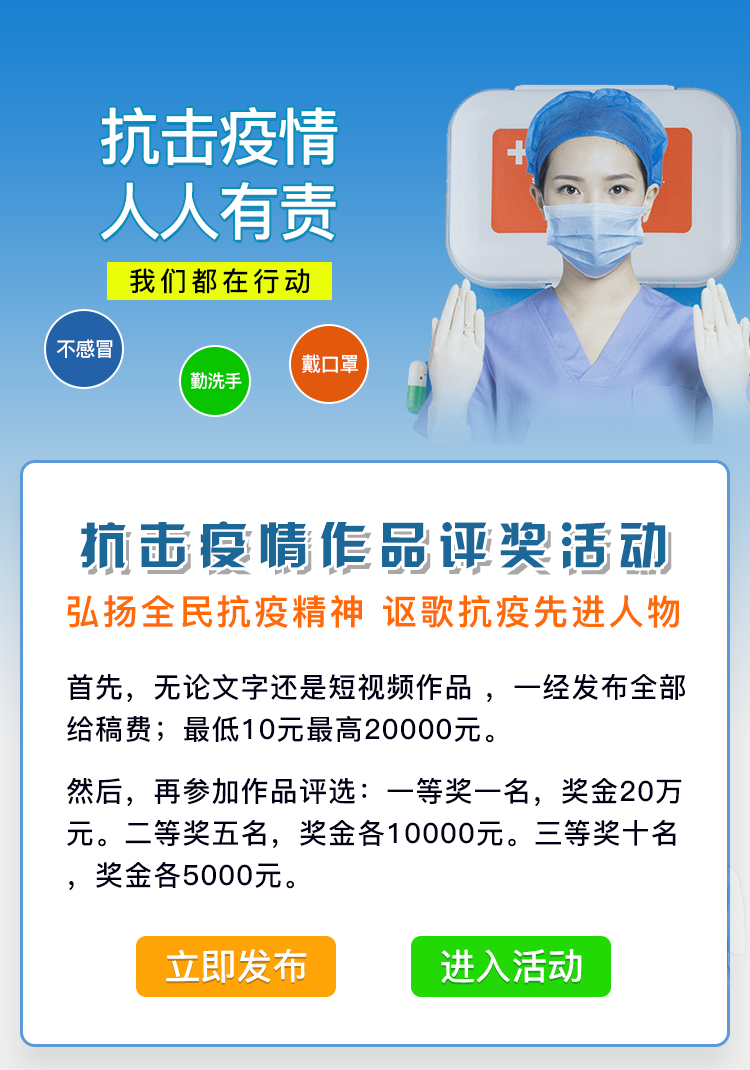 抗击疫情
人人有责
我们都在行动
不感冒
勤洗手
戴口罩
抗击疫情作品评奖活动
弘扬全民抗疫精神 讴歌抗疫先进人物
首先，无论文字还是短视频作品 ，一经发布全部
给稿费；最低10元最高20000元。
然后，再参加作品评选：一等奖一名，奖金20万
元。二等奖五名，奖金各10000元。三等奖十名
，奖金各5000元。
立即发布
进入活动